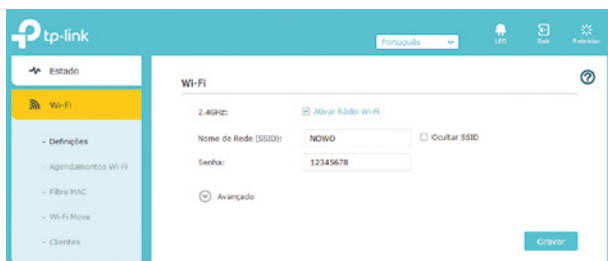 tp-link
Português
LED
Sair
Reiniciar
Estado
Wi-Fi
- Definições
- Agendamentos Wi-Fi
- Filtro MAC
- Wi-Fi Move
- Clientes
Wi-Fi
2.4GHz:
Ativar Rádio Wi-Fi
Nome de Rede (SSID):
NOWO
Ocultar SSID
Senha:
12345678
Avançado
Gravar